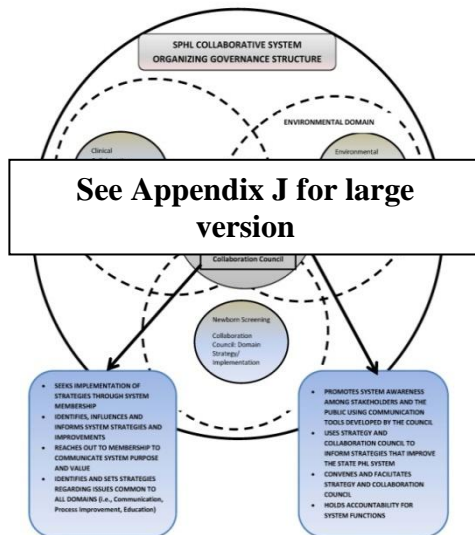 SPHL COLLABORATIVE SYSTEM
ORGANIZING GOVERNANCE STRUCTURE
ENVIRONMENTAL DOMAIN
Clinical
Environmental
See Appendix J for large
version
Collaboration Council
Newborn Screening
Collaboration
Council: Domain
Strategy/
Implementation
• SEEKS IMPLEMENTATION OF
STRATEGIES THROUGH SYSTEM
MEMBERSHIP
• IDENTIFIES, INFLUENCES AND
INFORMS SYSTEM STRATEGIES AND
IMPROVEMENTS
• REACHES OUT TO MEMBERSHIP TO
COMMUNICATE SYSTEM PURPOSE
AND VALUE
• IDENTIFIES AND SETS STRATEGIES
REGARDING ISSUES COMMON TO
ALL DOMAINS (i.e., Communication,
Process Improvement, Education)
• PROMOTES SYSTEM AWARENESS
AMONG STAKEHOLDERS AND THE
PUBLIC USING COMMUNICATION
TOOLS DEVELOPED BY THE COUNCIL
• USES STRATEGY AND
COLLABORATION COUNCIL TO
INFORM STRATEGIES THAT IMPROVE
THE STATE PHL SYSTEM
• CONVENES AND FACILITATES
STRATEGY AND COLLABORATION
COUNCIL
• HOLDS ACCOUNTABILITY FOR
SYSTEM FUNCTIONS